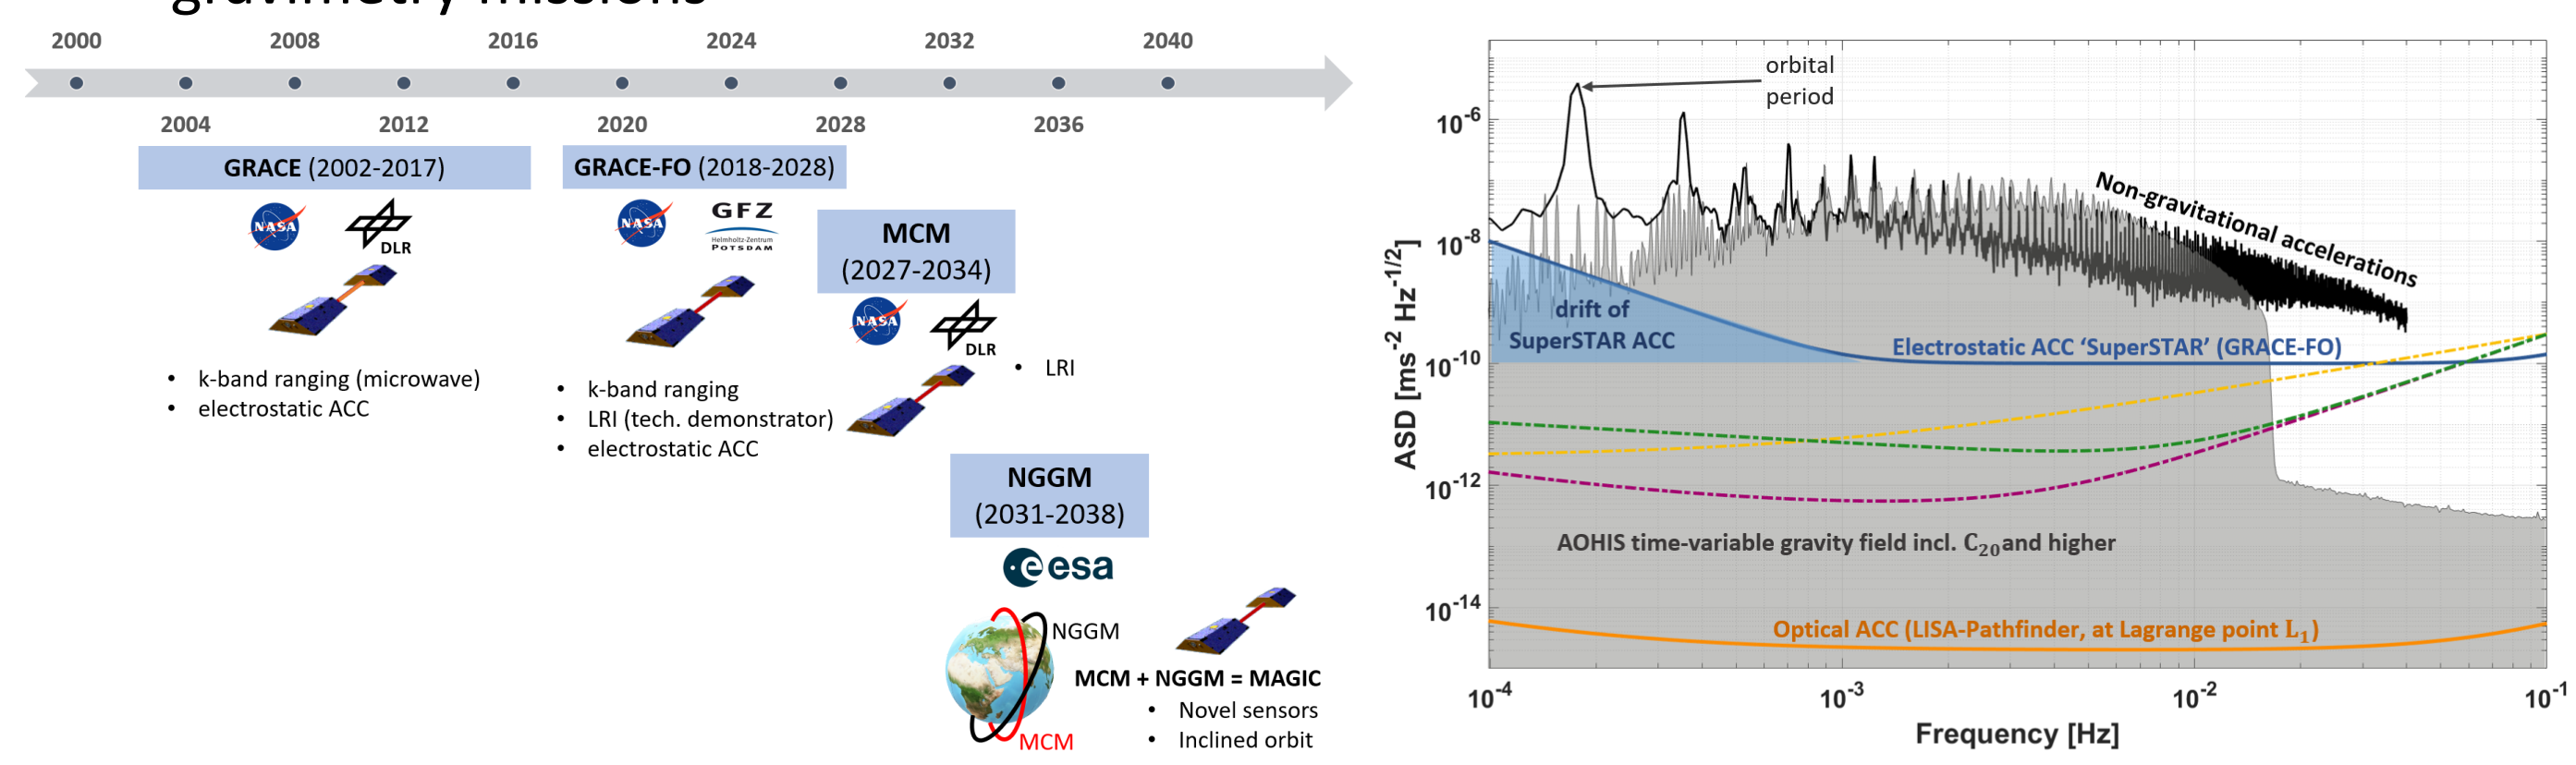 gravimetry missions
2000 2008 2016 2024 2032 2040
2004 2012 2020 2028 2036
GRACE (2002-2017)
NASA
DLR
• k-band ranging (microwave)
• electrostatic ACC
GRACE-FO (2018-2028)
NASA
GFZ
Helmholtz-Zentrum
POTSDAM
• k-band ranging
• LRI (tech. demonstrator)
• electrostatic ACC
MCM
(2027-2034)
NASA
DLR
• LRI
NGGM
(2031-2038)
esa
NGGM
MCM
MCM + NGGM = MAGIC
• Novel sensors
• Inclined orbit
orbital
period
Non-gravitational accelerations
drift of
SuperSTAR ACC
Electrostatic ACC ‘SuperSTAR’ (GRACE-FO)
AOHIS time-variable gravity field incl. C₂₀and higher
Optical ACC (LISA-Pathfinder, at Lagrange point L₁)
ASD [ms⁻² Hz⁻¹ᐟ²]
10⁻⁶
10⁻⁸
10⁻¹⁰
10⁻¹²
10⁻¹⁴
10⁻⁴ 10⁻³ 10⁻² 10⁻¹
Frequency [Hz]